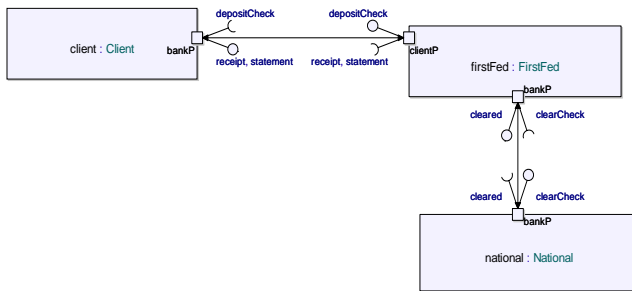 depositCheck
depositCheck
client : Client
bankP
receipt, statement
receipt, statement
clientP
firstFed : FirstFed
bankP
cleared
clearCheck
cleared
clearCheck
bankP
national : National